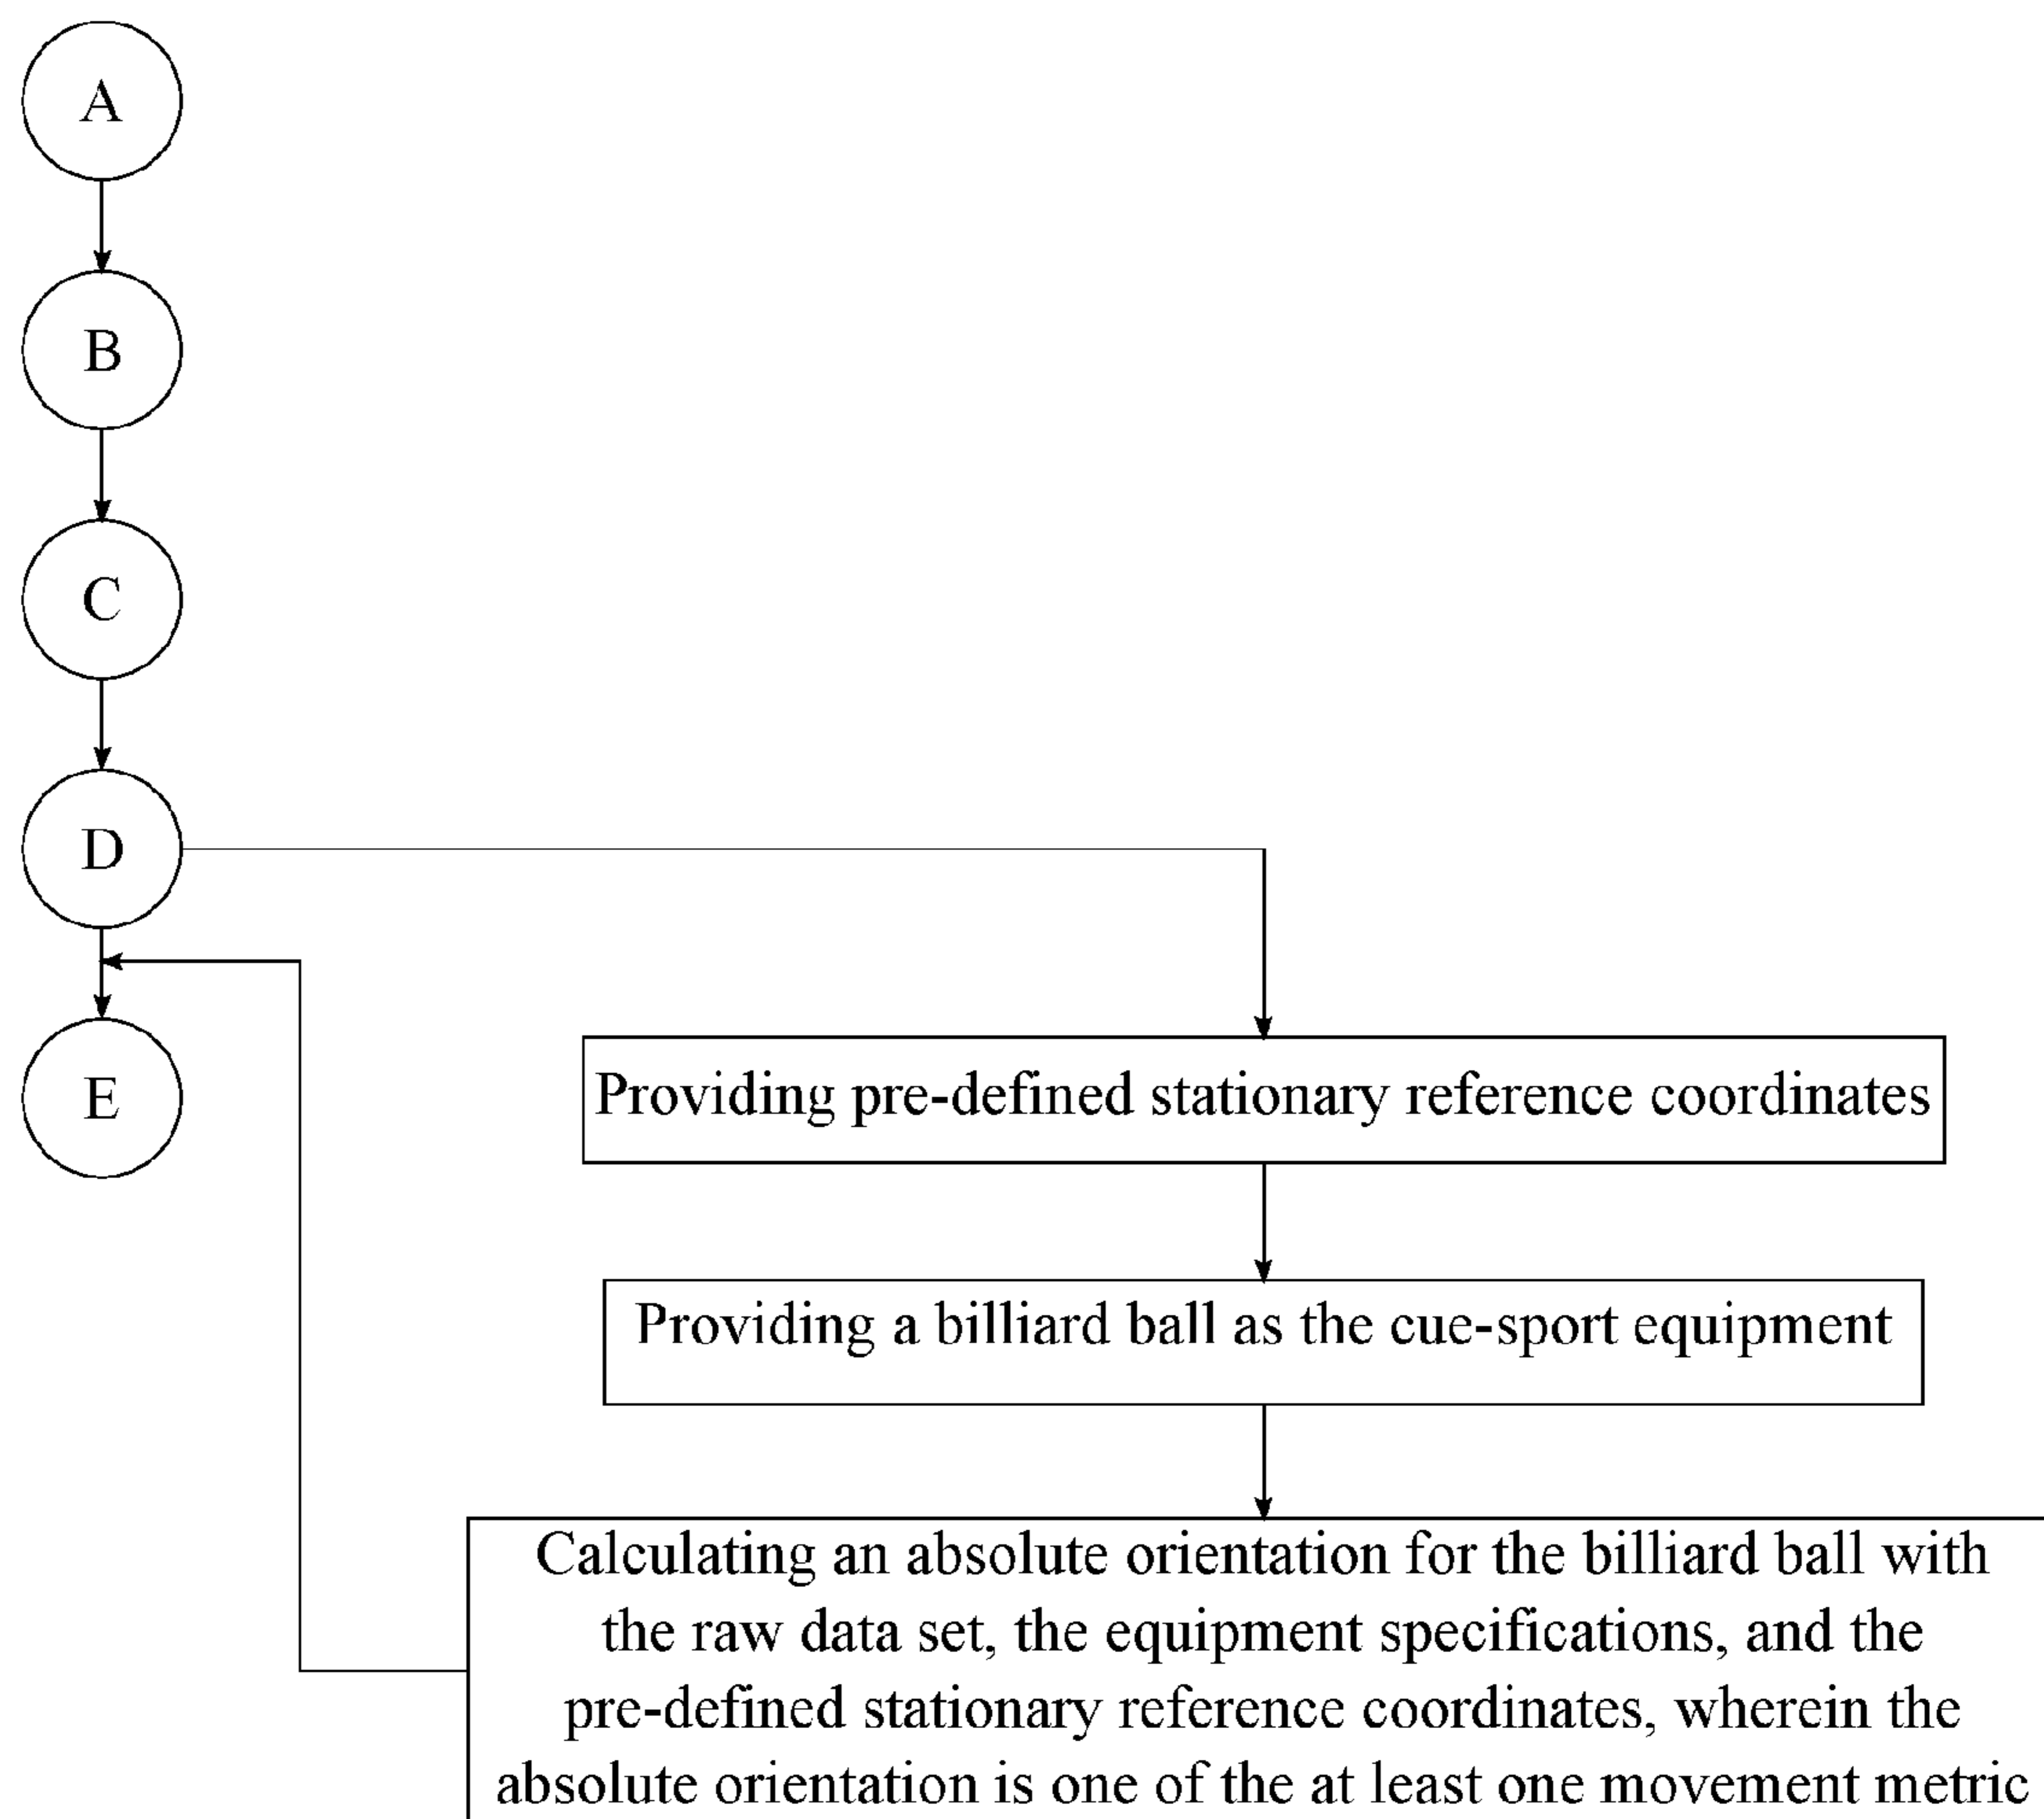 A
B
C
D
E
Providing pre-defined stationary reference coordinates
Providing a billiard ball as the cue-sport equipment
Calculating an absolute orientation for the billiard ball with
the raw data set, the equipment specifications, and the
pre-defined stationary reference coordinates, wherein the
absolute orientation is one of the at least one movement metric